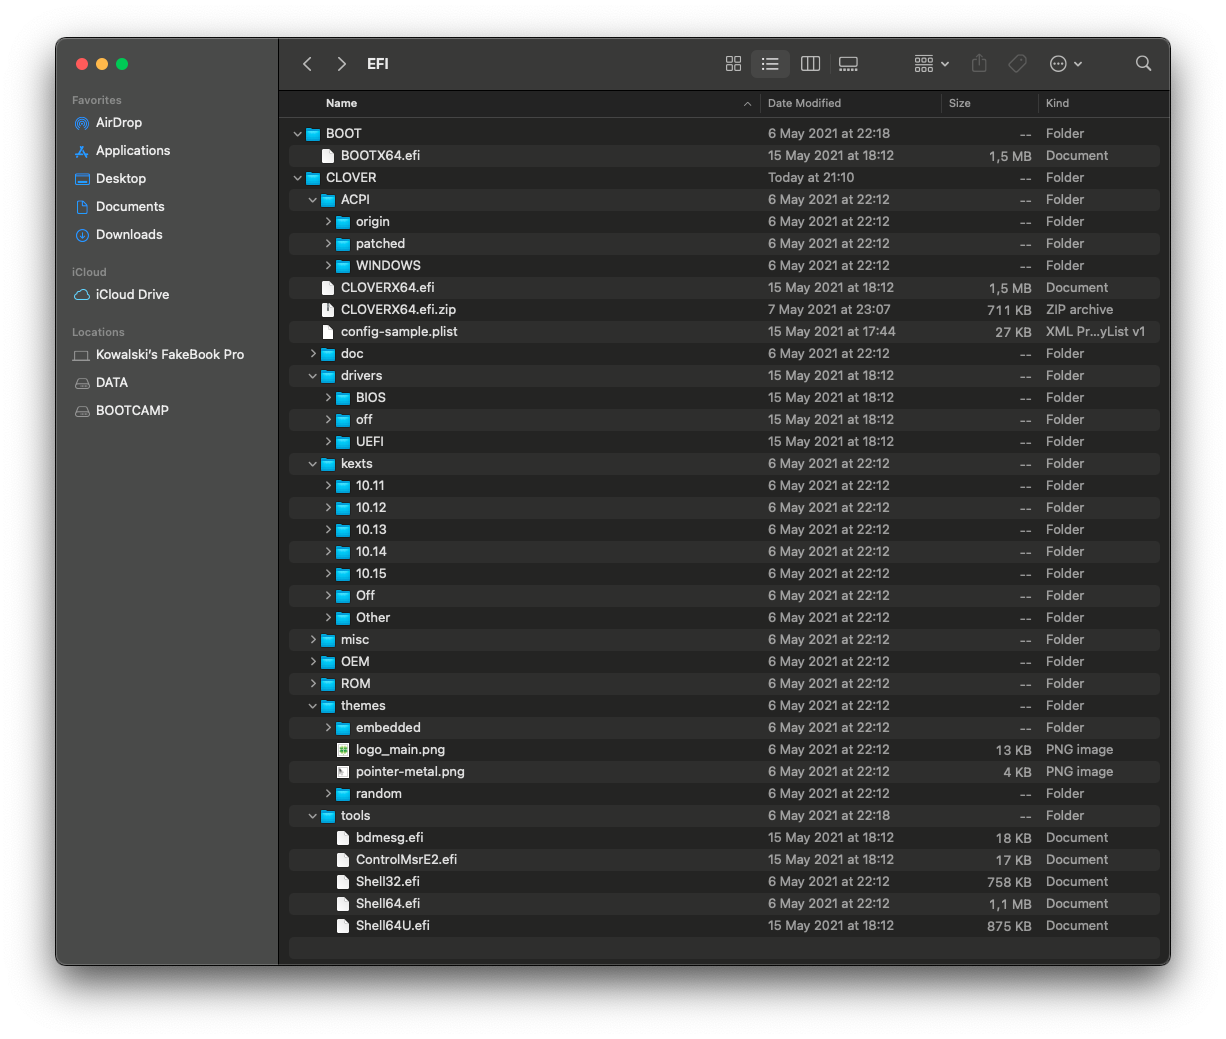 EFI
Favorites
AirDrop
Applications
Desktop
Documents
Downloads
iCloud
iCloud Drive
Locations
Kowalski's FakeBook Pro
DATA
BOOTCAMP
Name Date Modified Size Kind
BOOT 6 May 2021 at 22:18 -- Folder
BOOTX64.efi 15 May 2021 at 18:12 1,5 MB Document
CLOVER Today at 21:10 -- Folder
ACPI 6 May 2021 at 22:12 -- Folder
origin 6 May 2021 at 22:12 -- Folder
patched 6 May 2021 at 22:12 -- Folder
WINDOWS 6 May 2021 at 22:12 -- Folder
CLOVERX64.efi 15 May 2021 at 18:12 1,5 MB Document
CLOVERX64.efi.zip 7 May 2021 at 23:07 711 KB ZIP archive
config-sample.plist 15 May 2021 at 17:44 27 KB XML Pr...yList v1
doc 6 May 2021 at 22:12 -- Folder
drivers 15 May 2021 at 18:12 -- Folder
BIOS 15 May 2021 at 18:12 -- Folder
off 15 May 2021 at 18:12 -- Folder
UEFI 15 May 2021 at 18:12 -- Folder
kexts 6 May 2021 at 22:12 -- Folder
10.11 6 May 2021 at 22:12 -- Folder
10.12 6 May 2021 at 22:12 -- Folder
10.13 6 May 2021 at 22:12 -- Folder
10.14 6 May 2021 at 22:12 -- Folder
10.15 6 May 2021 at 22:12 -- Folder
Off 6 May 2021 at 22:12 -- Folder
Other 6 May 2021 at 22:12 -- Folder
misc 6 May 2021 at 22:12 -- Folder
OEM 6 May 2021 at 22:12 -- Folder
ROM 6 May 2021 at 22:12 -- Folder
themes 6 May 2021 at 22:12 -- Folder
embedded 6 May 2021 at 22:12 -- Folder
logo_main.png 6 May 2021 at 22:12 13 KB PNG image
pointer-metal.png 6 May 2021 at 22:12 4 KB PNG image
random 6 May 2021 at 22:12 -- Folder
tools 6 May 2021 at 22:18 -- Folder
bdmesg.efi 15 May 2021 at 18:12 18 KB Document
ControlMsrE2.efi 15 May 2021 at 18:12 17 KB Document
Shell32.efi 6 May 2021 at 22:12 758 KB Document
Shell64.efi 6 May 2021 at 22:12 1,1 MB Document
Shell64U.efi 15 May 2021 at 18:12 875 KB Document